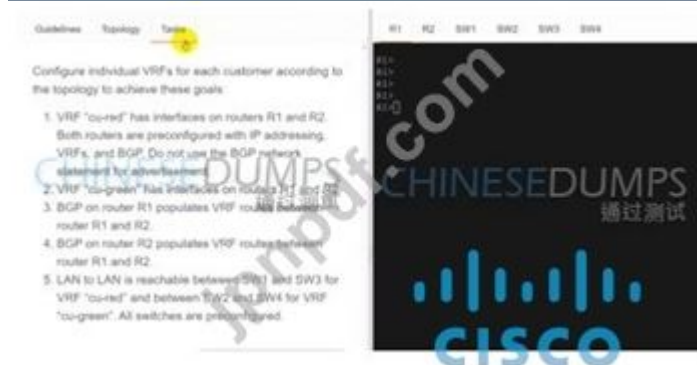 Guidelines Topology Tasks
Configure individual VRFs for each customer according to
the topology to achieve these goals:
1. VRF "cu-red" has interfaces on routers R1 and R2.
Both routers are preconfigured with IP addressing,
VRFs, and BGP. Do not use the BGP network
statement for advertisement.
2. VRF "cu-green" has interfaces on routers R1 and R2.
3. BGP on router R1 populates VRF routes between
router R1 and R2.
4. BGP on router R2 populates VRF routes between
router R1 and R2.
5. LAN to LAN is reachable between SW1 and SW3 for
VRF "cu-red" and between SW2 and SW4 for VRF
"cu-green". All switches are preconfigured.
R1 R2 SW1 SW2 SW3 SW4
R1>
R1>
R1>
R1>
R1>
CHINESEDUMPS
通过测试
CHINESEDUMPS
通过测试
jpnpdf.com
CISCO